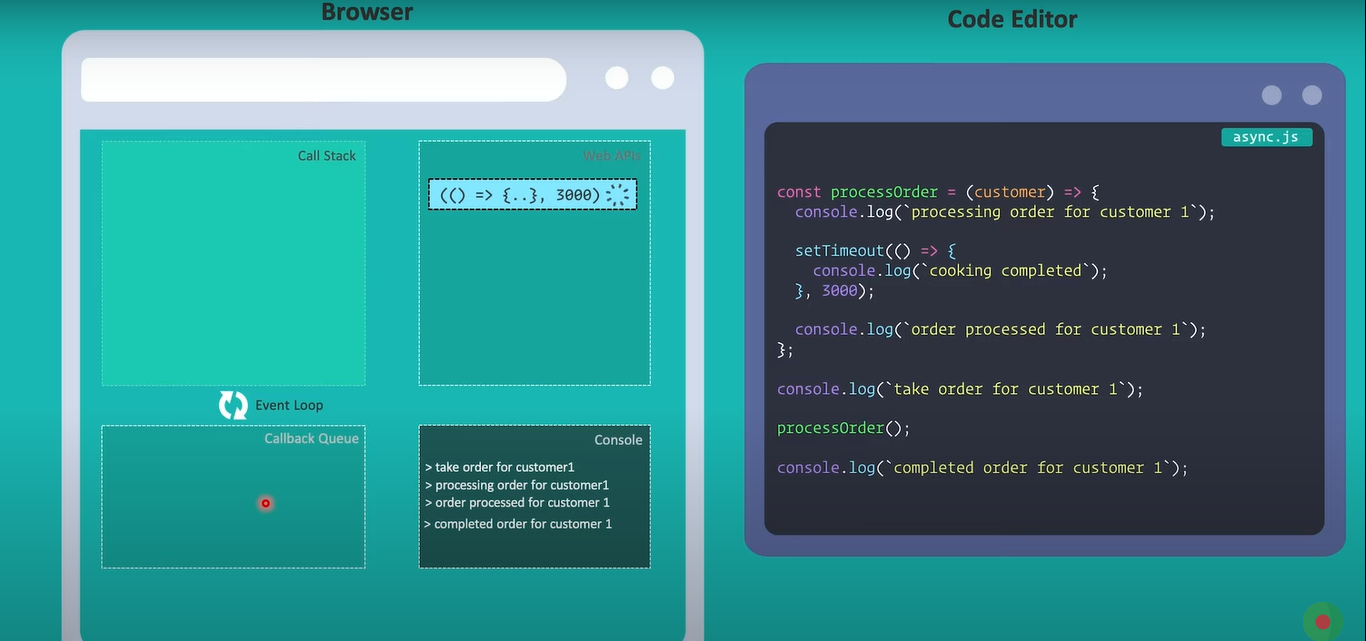 Browser
Code Editor
Call Stack
Web APIs
(() => {..}, 3000)
Event Loop
Callback Queue
Console
> take order for customer1
> processing order for customer1
> order processed for customer 1
> completed order for customer 1
async.js
const processOrder = (customer) => {
  console.log(`processing order for customer 1`);
  setTimeout(() => {
    console.log(`cooking completed`);
  }, 3000);
  console.log(`order processed for customer 1`);
};
console.log(`take order for customer 1`);
processOrder();
console.log(`completed order for customer 1`);